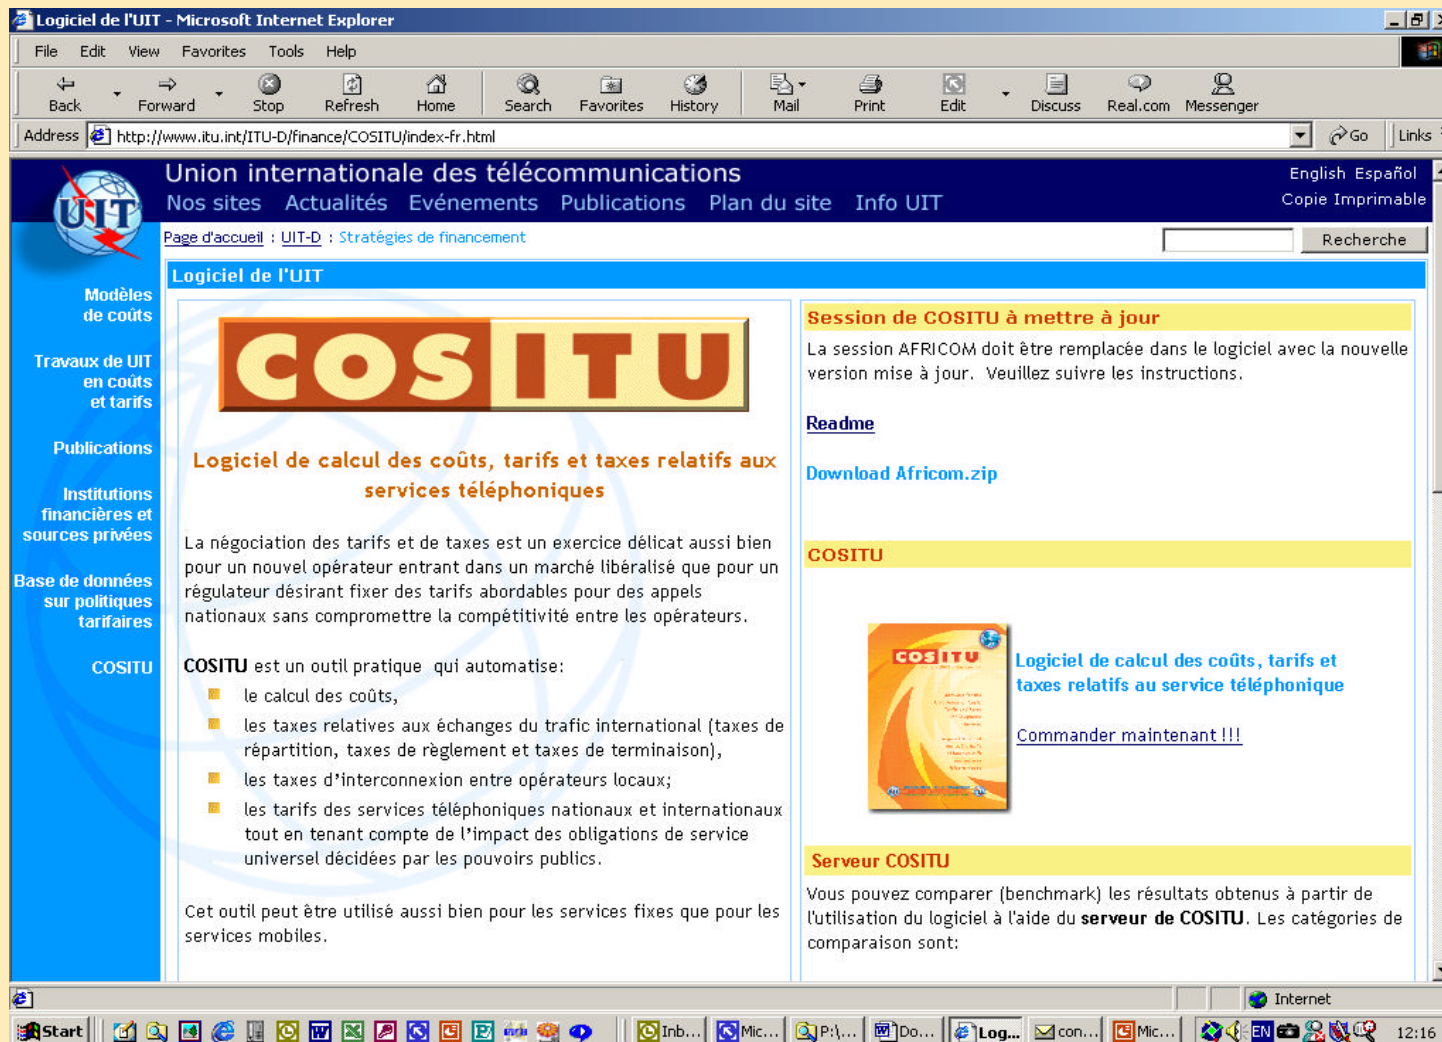 Logiciel de l'UIT - Microsoft Internet Explorer
File Edit View Favorites Tools Help
Back Forward Stop Refresh Home Search Favorites History Mail Print Edit Discuss Real.com Messenger
Address http://www.itu.int/ITU-D/finance/COSITU/index-fr.html Go Links
UIT
Union internationale des télécommunications
English Español
Nos sites Actualités Evénements Publications Plan du site Info UIT
Copie Imprimable
Page d'accueil : UIT-D : Stratégies de financement
Recherche
Logiciel de l'UIT
Modèles
de coûts
Travaux de UIT
en coûts
et tarifs
Publications
Institutions
financières et
sources privées
Base de données
sur politiques
tarifaires
COSITU
COSITU
Logiciel de calcul des coûts, tarifs et taxes relatifs aux
services téléphoniques
La négociation des tarifs et de taxes est un exercice délicat aussi bien
pour un nouvel opérateur entrant dans un marché libéralisé que pour un
régulateur désirant fixer des tarifs abordables pour des appels
nationaux sans compromettre la compétitivité entre les opérateurs.
COSITU est un outil pratique qui automatise:
le calcul des coûts,
les taxes relatives aux échanges du trafic international (taxes de
répartition, taxes de règlement et taxes de terminaison),
les taxes d'interconnexion entre opérateurs locaux;
les tarifs des services téléphoniques nationaux et internationaux
tout en tenant compte de l'impact des obligations de service
universel décidées par les pouvoirs publics.
Cet outil peut être utilisé aussi bien pour les services fixes que pour les
services mobiles.
Session de COSITU à mettre à jour
La session AFRICOM doit être remplacée dans le logiciel avec la nouvelle
version mise à jour. Veuillez suivre les instructions.
Readme
Download Africom.zip
COSITU
COSITU
Logiciel de calcul des coûts, tarifs et
taxes relatifs au service téléphonique
Commander maintenant !!!
Serveur COSITU
Vous pouvez comparer (benchmark) les résultats obtenus à partir de
l'utilisation du logiciel à l'aide du serveur de COSITU. Les catégories de
comparaison sont:
Internet
Start Inb... Mic... P:\... Do... Log... con... Mic... EN 12:16